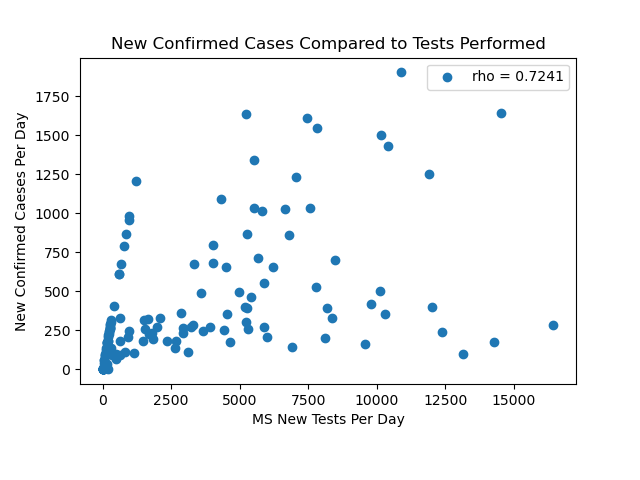 New Confirmed Cases Compared to Tests Performed
rho = 0.7241
New Confirmed Caeses Per Day
1750
1500
1250
1000
750
500
250
0
0 2500 5000 7500 10000 12500 15000
MS New Tests Per Day